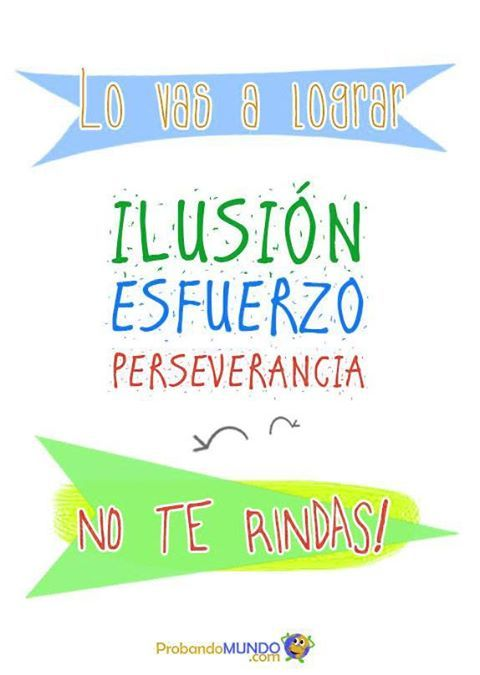 Lo vas a lograr
ILUSIÓN
ESFUERZO
PERSEVERANCIA
NO TE RINDAS!
ProbandoMUNDO
.com